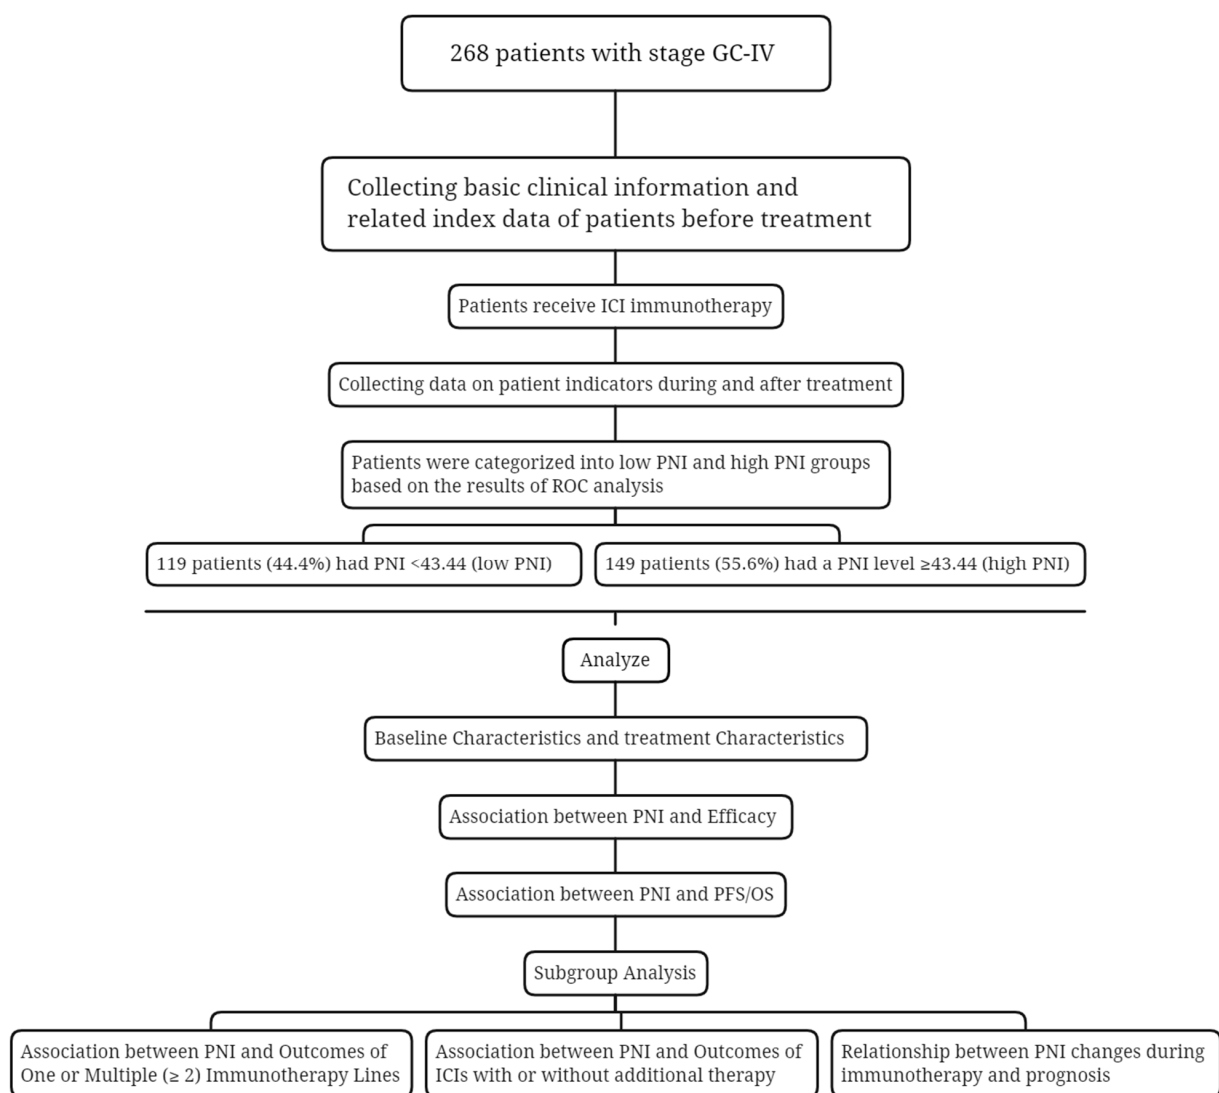 268 patients with stage GC-IV
Collecting basic clinical information and
related index data of patients before treatment
Patients receive ICI immunotherapy
Collecting data on patient indicators during and after treatment
Patients were categorized into low PNI and high PNI groups
based on the results of ROC analysis
119 patients (44.4%) had PNI <43.44 (low PNI)
149 patients (55.6%) had a PNI level ≥43.44 (high PNI)
Analyze
Baseline Characteristics and treatment Characteristics
Association between PNI and Efficacy
Association between PNI and PFS/OS
Subgroup Analysis
Association between PNI and Outcomes of
One or Multiple (≥ 2) Immunotherapy Lines
Association between PNI and Outcomes of
ICIs with or without additional therapy
Relationship between PNI changes during
immunotherapy and prognosis